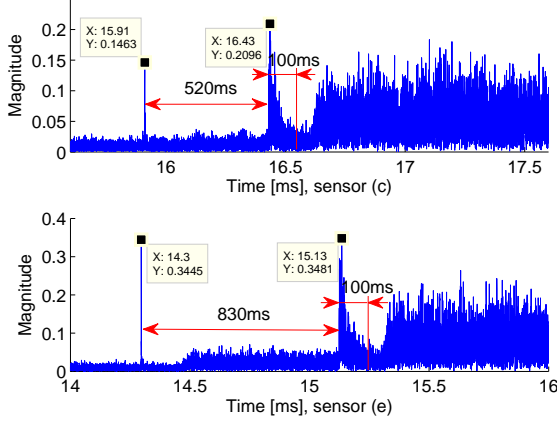 0.2
0.15
0.1
0.05
0
Magnitude
X: 15.91
Y: 0.1463
X: 16.43
Y: 0.2096
100ms
520ms
16
16.5
17
17.5
Time [ms], sensor (c)
0.4
0.3
0.2
0.1
0
Magnitude
X: 14.3
Y: 0.3445
X: 15.13
Y: 0.3481
100ms
830ms
14
14.5
15
15.5
16
Time [ms], sensor (e)